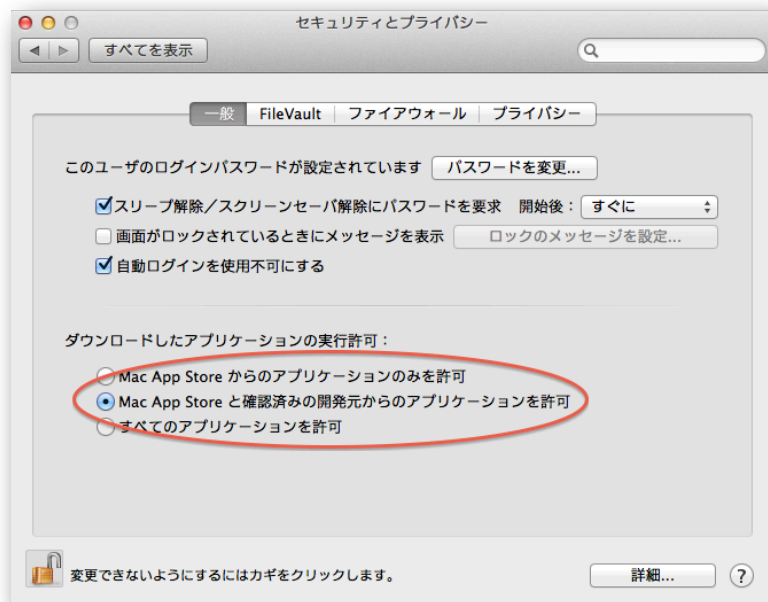 セキュリティとプライバシー
すべてを表示
一般 FileVault ファイアウォール プライバシー
このユーザのログインパスワードが設定されています パスワードを変更...
スリープ解除／スクリーンセーバ解除にパスワードを要求 開始後： すぐに
画面がロックされているときにメッセージを表示 ロックのメッセージを設定...
自動ログインを使用不可にする
ダウンロードしたアプリケーションの実行許可：
Mac App Store からのアプリケーションのみを許可
Mac App Store と確認済みの開発元からのアプリケーションを許可
すべてのアプリケーションを許可
変更できないようにするにはカギをクリックします。 詳細... ?